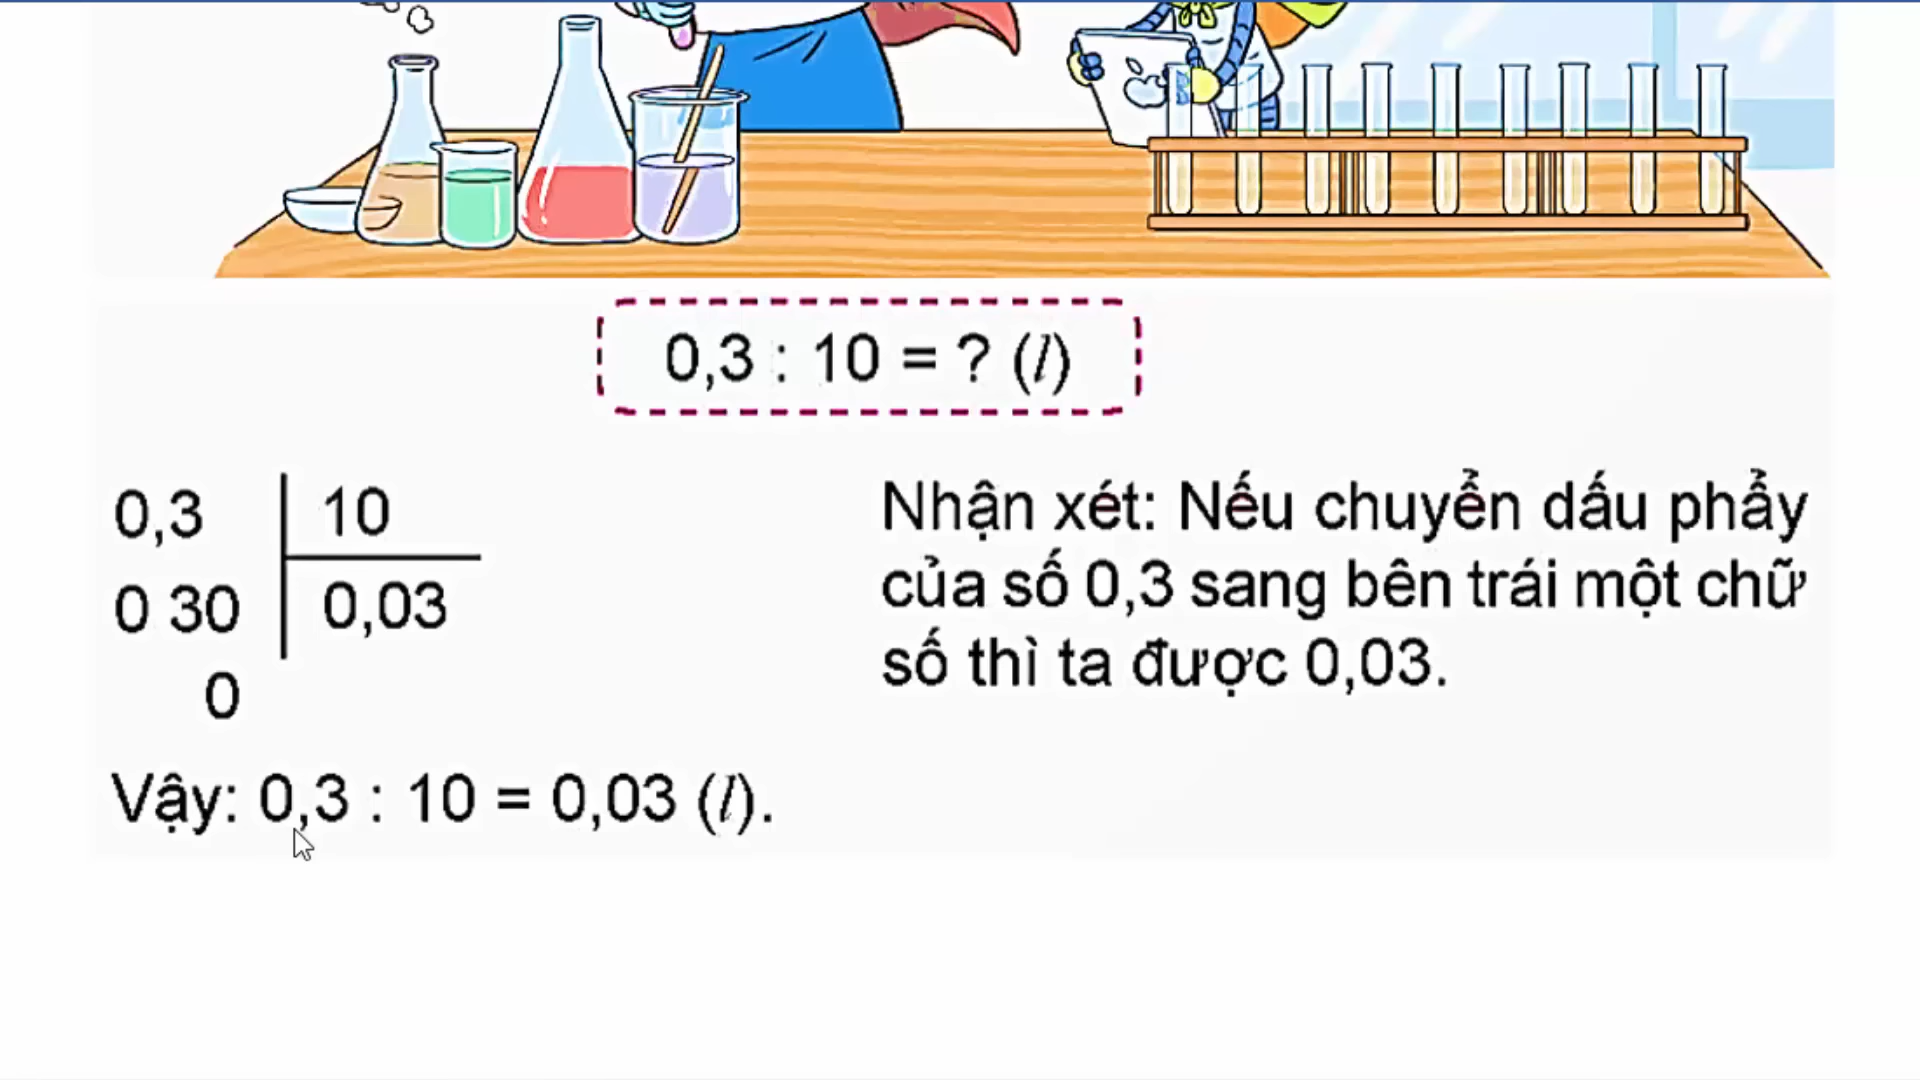 0,3 : 10 = ? (l)
0,3 10
0 30 0,03
0
Nhận xét: Nếu chuyển dấu phẩy
của số 0,3 sang bên trái một chữ
số thì ta được 0,03.
Vậy: 0,3 : 10 = 0,03 (l).